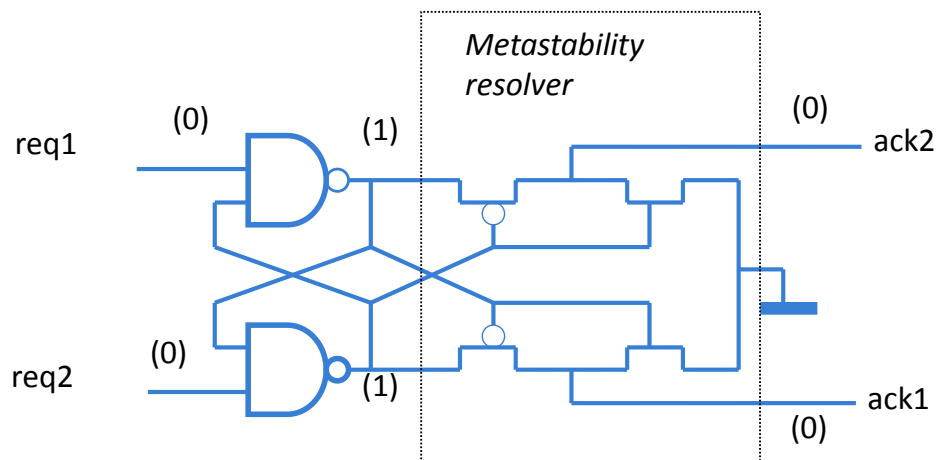 Metastability
resolver
(0)
(0)
(1)
req1
ack2
(0)
req2
(1)
ack1
(0)